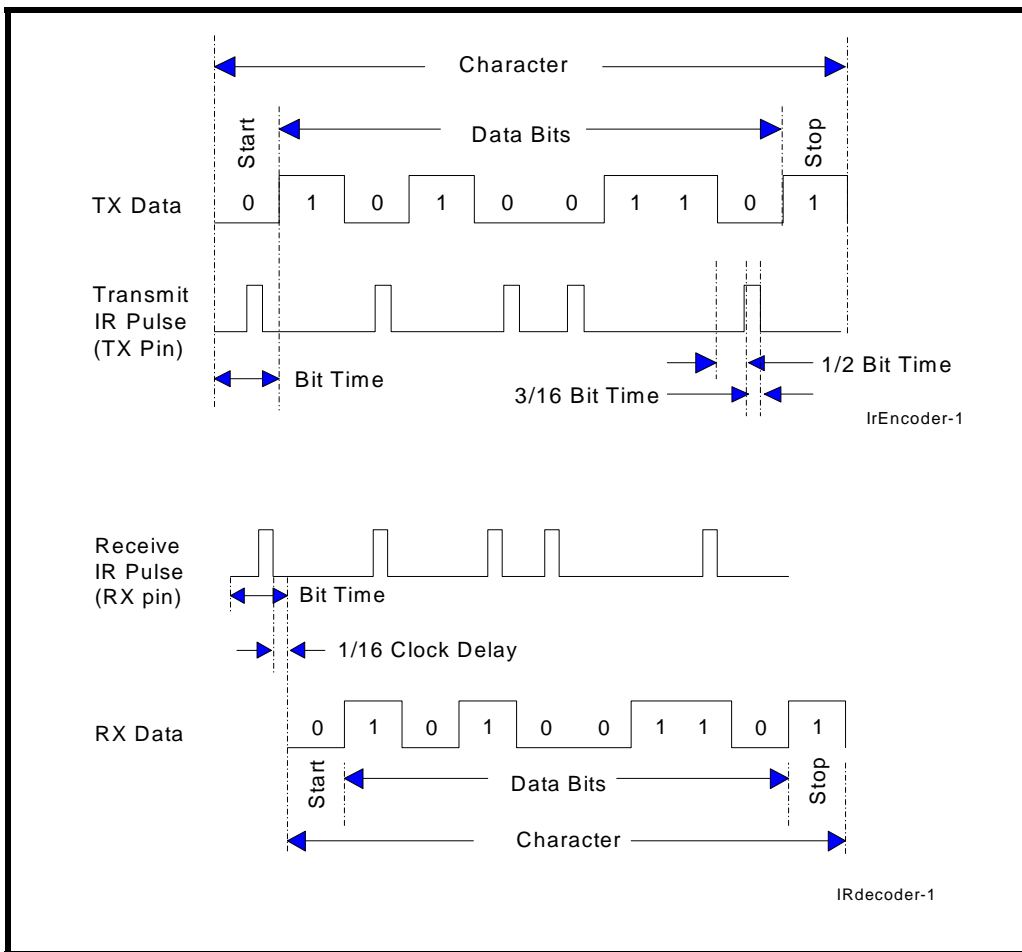 Character
Start
Data Bits
Stop
TX Data
0 1 0 1 0 0 1 1 0 1
Transmit
IR Pulse
(TX Pin)
Bit Time
1/2 Bit Time
3/16 Bit Time
IrEncoder-1
Receive
IR Pulse
(RX pin)
Bit Time
1/16 Clock Delay
RX Data
0 1 0 1 0 0 1 1 0 1
Start
Data Bits
Stop
Character
IRdecoder-1